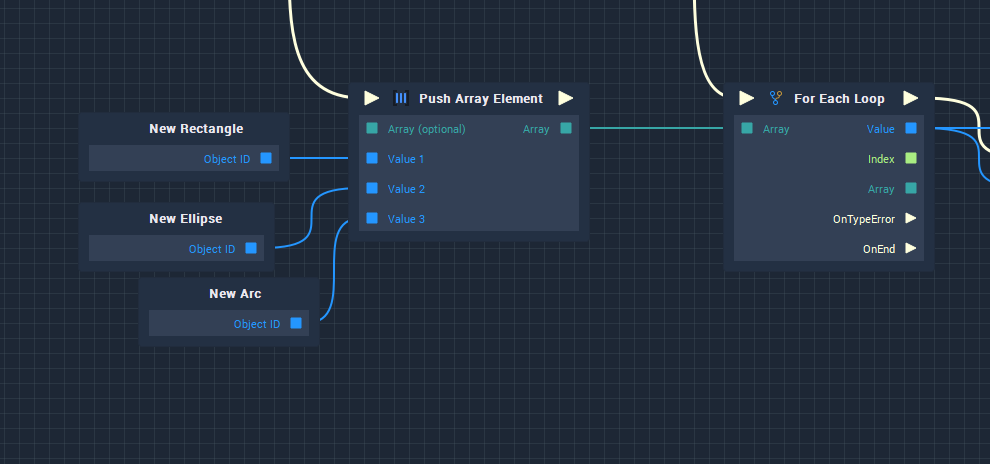 New Rectangle
Object ID
New Ellipse
Object ID
New Arc
Object ID
Push Array Element
Array (optional) Array
Value 1
Value 2
Value 3
For Each Loop
Array Value
Index
Array
OnTypeError
OnEnd